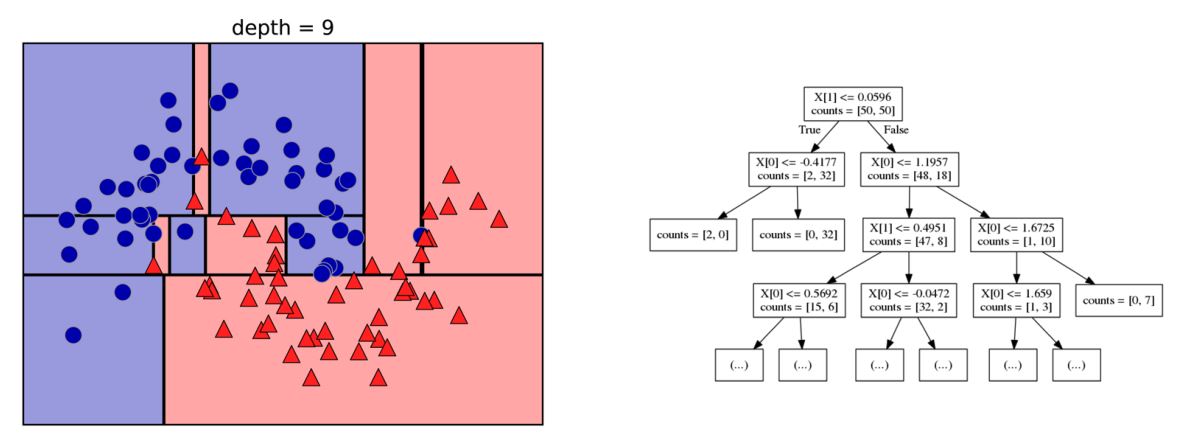 depth = 9
X[1] <= 0.0596
counts = [50, 50]
True
False
X[0] <= -0.4177
counts = [2, 32]
X[0] <= 1.1957
counts = [48, 18]
counts = [2, 0]
counts = [0, 32]
X[1] <= 0.4951
counts = [47, 8]
X[0] <= 1.6725
counts = [1, 10]
X[0] <= 0.5692
counts = [15, 6]
X[0] <= -0.0472
counts = [32, 2]
X[0] <= 1.659
counts = [1, 3]
counts = [0, 7]
(...)
(...)
(...)
(...)
(...)
(...)